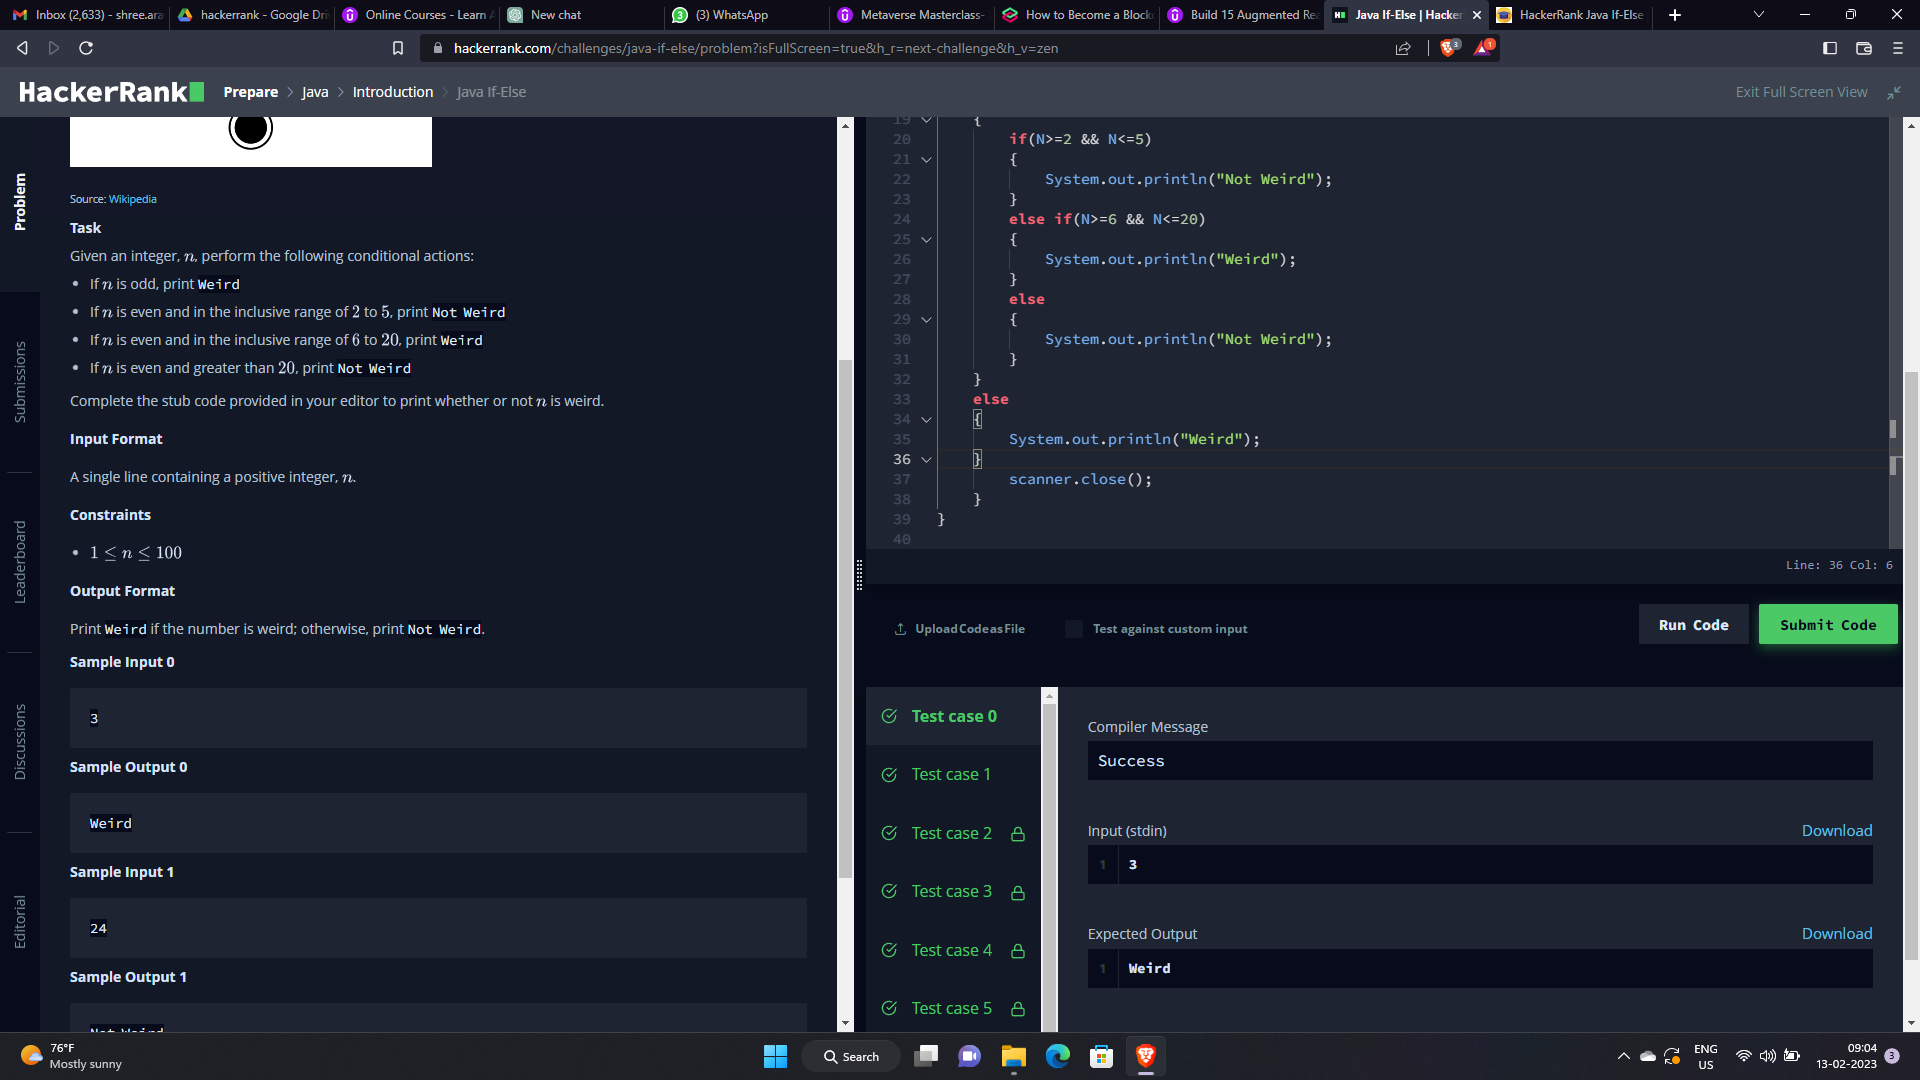 Inbox (2,633) - shree.ara
hackerrank - Google Dri
Online Courses - Learn A
New chat
(3) WhatsApp
Metaverse Masterclass-
How to Become a Blockc
Build 15 Augmented Rea
Java If-Else | Hacker
HackerRank Java If-Else
hackerrank.com/challenges/java-if-else/problem?isFullScreen=true&h_r=next-challenge&h_v=zen
3
1
HackerRank
Prepare > Java > Introduction > Java If-Else
Exit Full Screen View
Problem
Submissions
Leaderboard
Discussions
Editorial
Source: Wikipedia
Task
Given an integer, n, perform the following conditional actions:
• If n is odd, print Weird
• If n is even and in the inclusive range of 2 to 5, print Not Weird
• If n is even and in the inclusive range of 6 to 20, print Weird
• If n is even and greater than 20, print Not Weird
Complete the stub code provided in your editor to print whether or not n is weird.
Input Format
A single line containing a positive integer, n.
Constraints
• 1 ≤ n ≤ 100
Output Format
Print Weird if the number is weird; otherwise, print Not Weird.
Sample Input 0
3
Sample Output 0
Weird
Sample Input 1
24
Sample Output 1
Not Weird
19 {
20 if(N>=2 && N<=5)
21 {
22 System.out.println("Not Weird");
23 }
24 else if(N>=6 && N<=20)
25 {
26 System.out.println("Weird");
27 }
28 else
29 {
30 System.out.println("Not Weird");
31 }
32 }
33 else
34 {
35 System.out.println("Weird");
36 }
37 scanner.close();
38 }
39 }
40
Line: 36 Col: 6
Upload Code as File
Test against custom input
Run Code
Submit Code
Test case 0
Test case 1
Test case 2
Test case 3
Test case 4
Test case 5
Compiler Message
Success
Input (stdin)
Download
1 3
Expected Output
Download
1 Weird
76°F
Mostly sunny
Search
ENG
US
09:04
13-02-2023
3